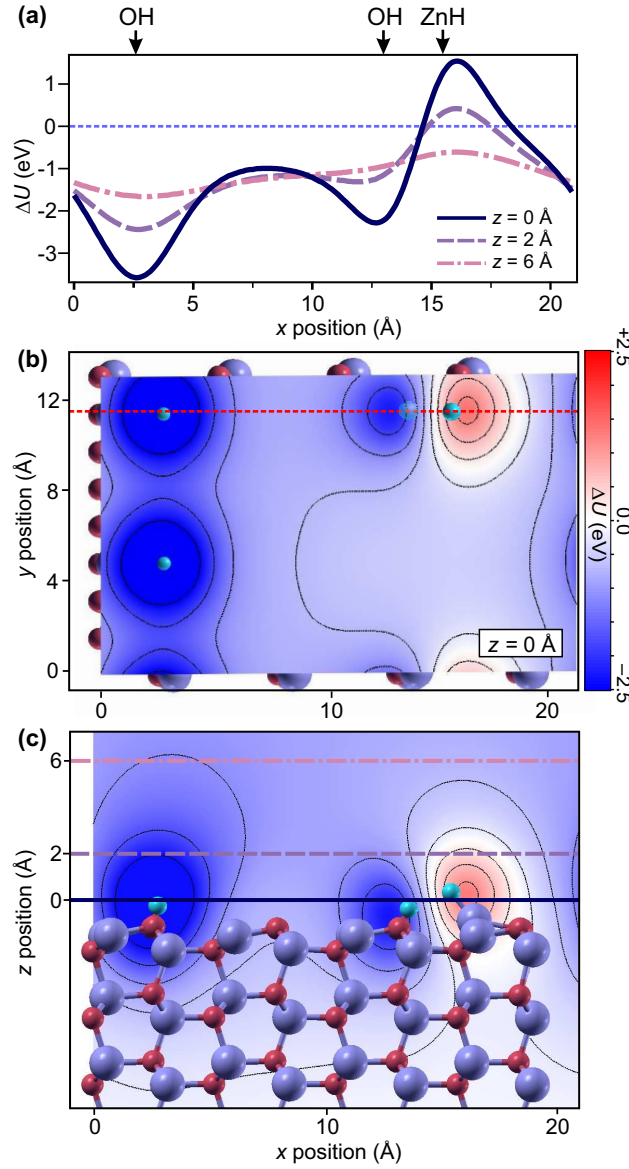 (a) OH OH ZnH
1
0
-1
-2
-3
ΔU (eV)
z = 0 Å
z = 2 Å
z = 6 Å
0 5 10 15 20
x position (Å)
(b)
12
8
4
0
y position (Å)
z = 0 Å
0 10 20
+2.5
0.0
−2.5
ΔU (eV)
(c)
6
2
0
z position (Å)
0 10 20
x position (Å)